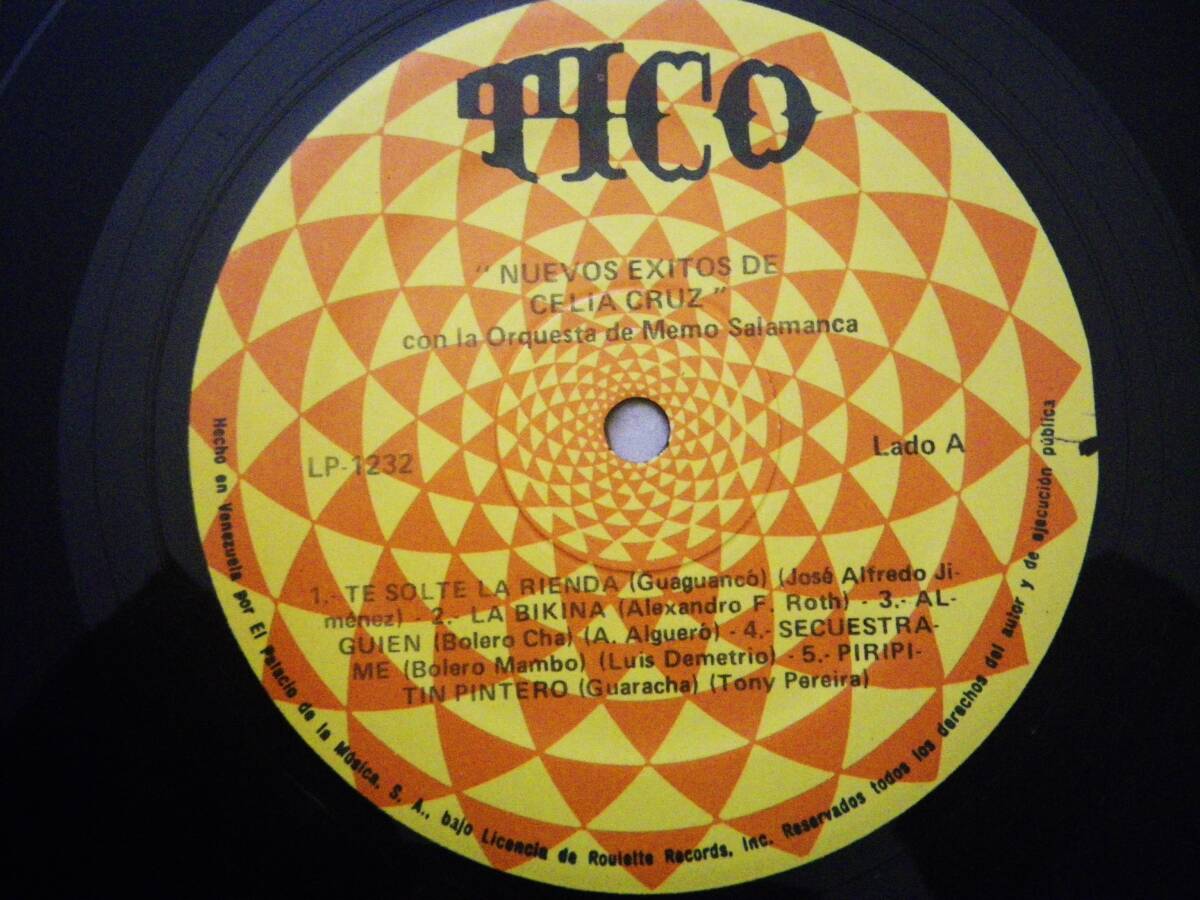 TICO
" NUEVOS EXITOS DE
CELIA CRUZ "
con la Orquesta de Memo Salamanca
LP-1232
Lado A
1.- TE SOLTE LA RIENDA (Guaguancó) (José Alfredo Ji-
ménez) - 2.- LA BIKINA (Alexandro F. Roth) - 3.- AL-
GUIEN (Bolero Cha) (A. Algueró) - 4.- SECUESTRA-
ME (Bolero Mambo) (Luis Demetrio) - 5.- PIRIPI-
TIN PINTERO (Guaracha) (Tony Pereira)
Hecho en Venezuela por El Palacio de la Música, S. A., bajo Licencia de Roulette Records, Inc. Reservados todos los derechos del autor y de ejecución pública